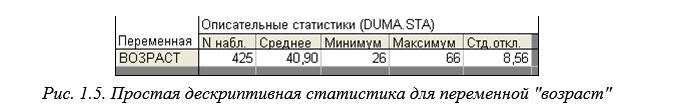 Описательные статистики (DUMA.STA)
Переменная N набл. Среднее Минимум Максимум Стд.откл.
ВОЗРАСТ 425 40,90 26 66 8,56
Рис. 1.5. Простая дескриптивная статистика для переменной "возраст"